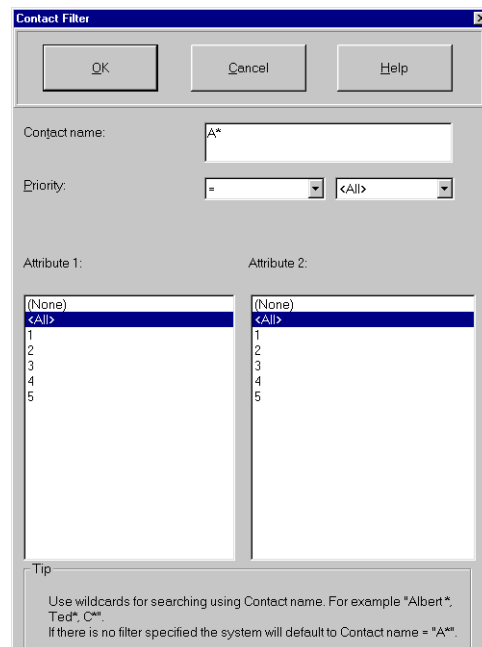 Contact Filter
OK Cancel Help
Contact name: A*
Priority: = <All>
Attribute 1: Attribute 2:
(None) (None)
<All> <All>
1 1
2 2
3 3
4 4
5 5
Tip
Use wildcards for searching using Contact name. For example "Albert *,
Ted*, C*".
If there is no filter specified the system will default to Contact name = "A*".